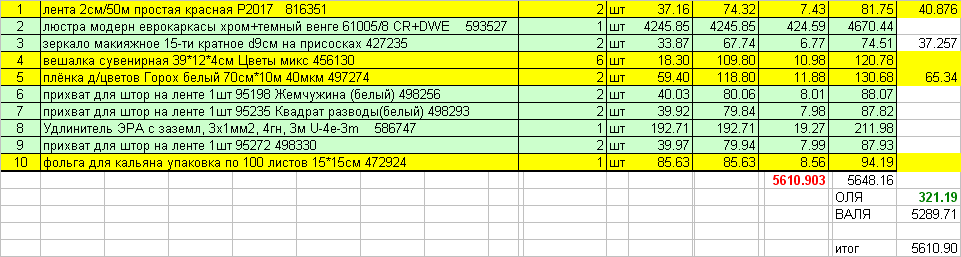 1 лента 2см/50м простая красная P2017 816351 2 шт 37.16 74.32 7.43 81.75 40.876
2 люстра модерн еврокаркасы хром+темный венге 61005/8 CR+DWE 593527 1 шт 4245.85 4245.85 424.59 4670.44
3 зеркало макияжное 15-ти кратное d9см на присосках 427235 2 шт 33.87 67.74 6.77 74.51 37.257
4 вешалка сувенирная 39*12*4см Цветы микс 456130 6 шт 18.30 109.80 10.98 120.78
5 плёнка д/цветов Горох белый 70см*10м 40мкм 497274 2 шт 59.40 118.80 11.88 130.68 65.34
6 прихват для штор на ленте 1шт 95198 Жемчужина (белый) 498256 2 шт 40.03 80.06 8.01 88.07
7 прихват для штор на ленте 1шт 95235 Квадрат разводы(белый) 498293 2 шт 39.92 79.84 7.98 87.82
8 Удлинитель ЭРА с заземл, 3х1мм2, 4гн, 3м U-4e-3m 586747 1 шт 192.71 192.71 19.27 211.98
9 прихват для штор на ленте 1шт 95272 498330 2 шт 39.97 79.94 7.99 87.93
10 фольга для кальяна упаковка по 100 листов 15*15см 472924 1 шт 85.63 85.63 8.56 94.19
5610.903 5648.16
ОЛЯ 321.19
ВАЛЯ 5289.71
итог 5610.90